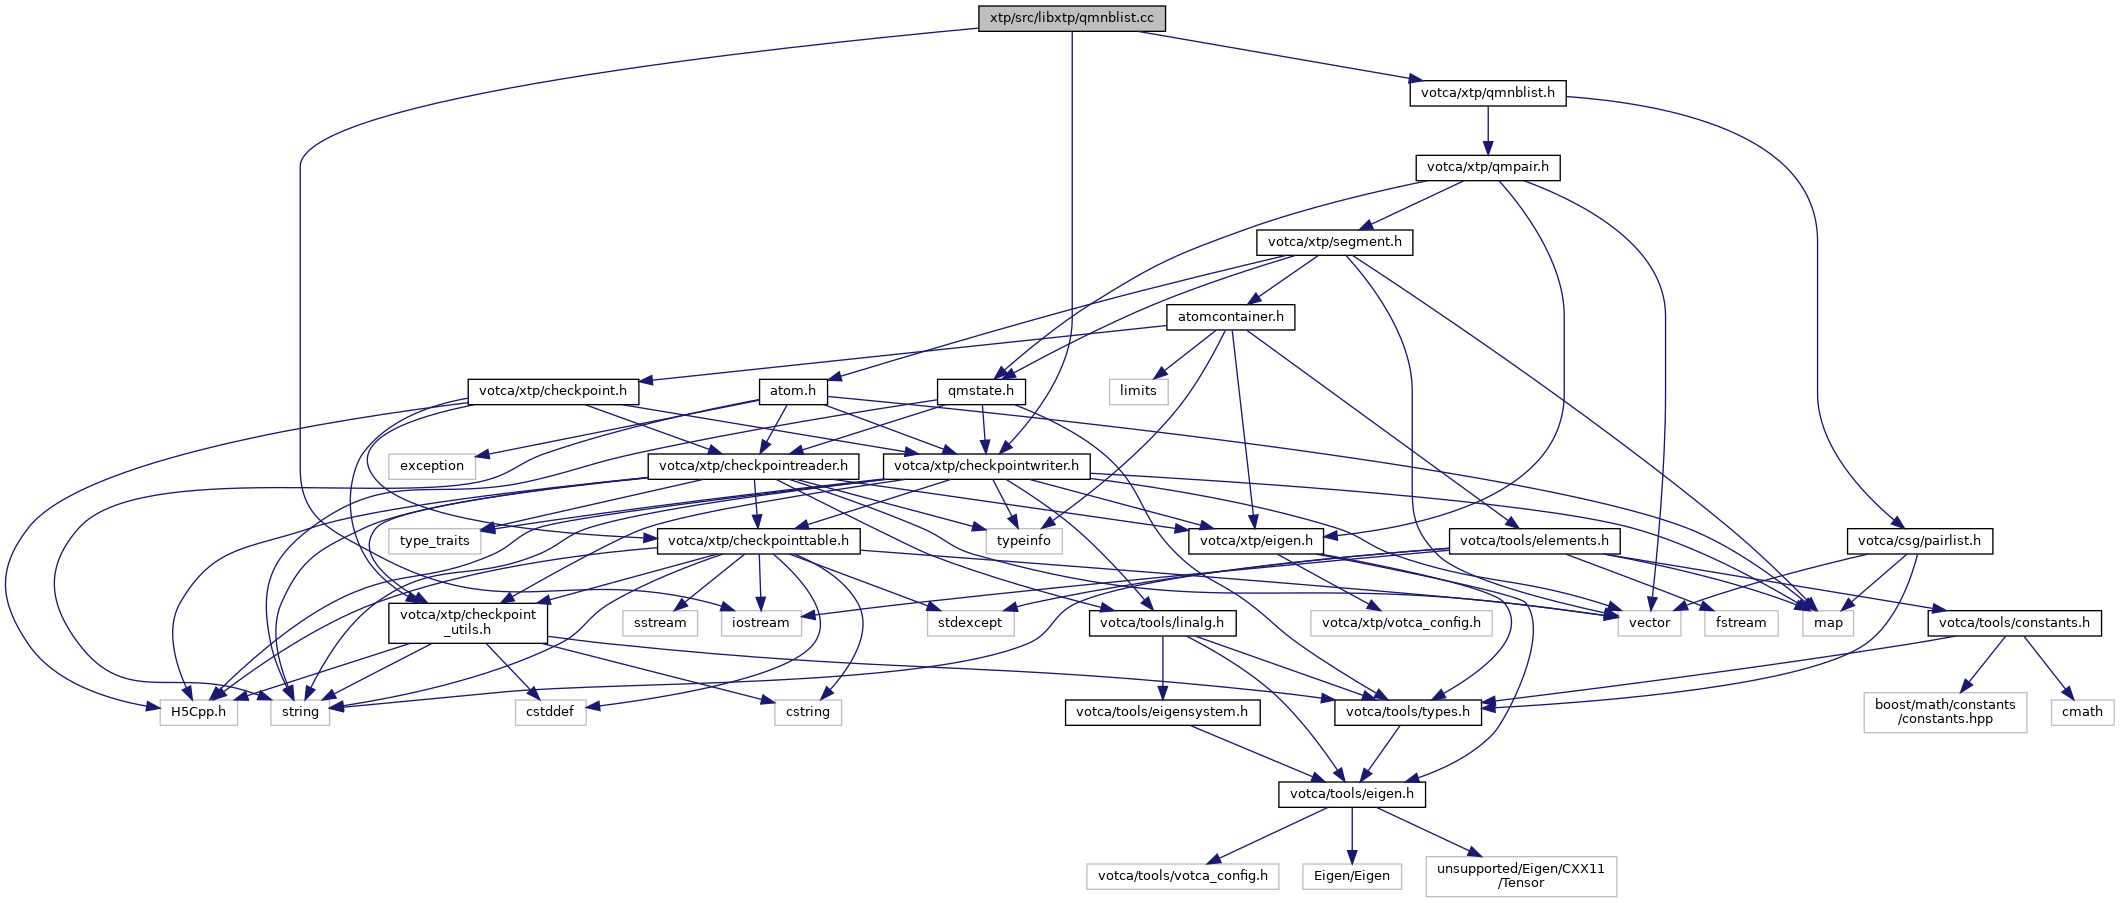 xtp/src/libxtp/qmnblist.cc
votca/xtp/qmnblist.h
votca/xtp/qmpair.h
votca/xtp/segment.h
atomcontainer.h
votca/xtp/checkpoint.h
atom.h
qmstate.h
limits
exception
votca/xtp/checkpointreader.h
votca/xtp/checkpointwriter.h
type_traits
votca/xtp/checkpointtable.h
typeinfo
votca/xtp/eigen.h
votca/tools/elements.h
votca/csg/pairlist.h
votca/xtp/checkpoint
_utils.h
sstream
iostream
stdexcept
votca/tools/linalg.h
votca/xtp/votca_config.h
vector
fstream
map
votca/tools/constants.h
H5Cpp.h
string
cstddef
cstring
votca/tools/eigensystem.h
votca/tools/types.h
boost/math/constants
/constants.hpp
cmath
votca/tools/eigen.h
votca/tools/votca_config.h
Eigen/Eigen
unsupported/Eigen/CXX11
/Tensor